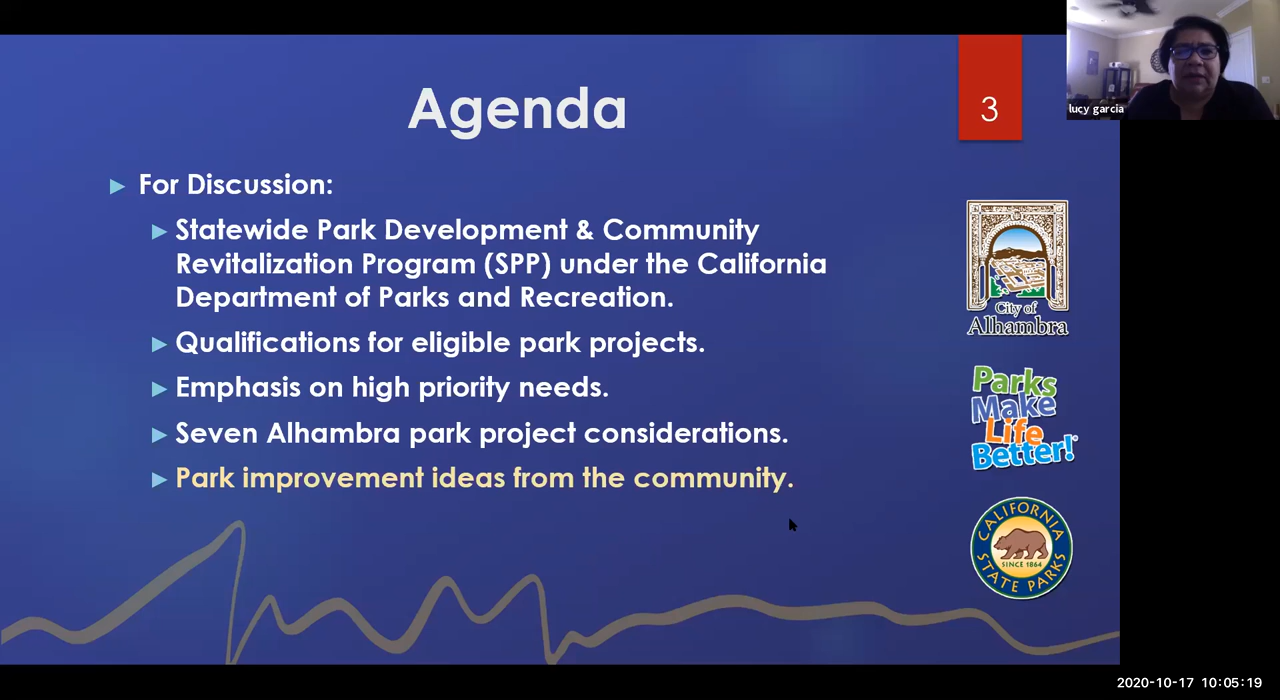 Agenda
3
lucy garcia
For Discussion:
Statewide Park Development & Community
Revitalization Program (SPP) under the California
Department of Parks and Recreation.
Qualifications for eligible park projects.
Emphasis on high priority needs.
Seven Alhambra park project considerations.
Park improvement ideas from the community.
City of
Alhambra
Parks
Make
Life
Better!®
CALIFORNIA
SINCE 1864
STATE PARKS
2020-10-17 10:05:19